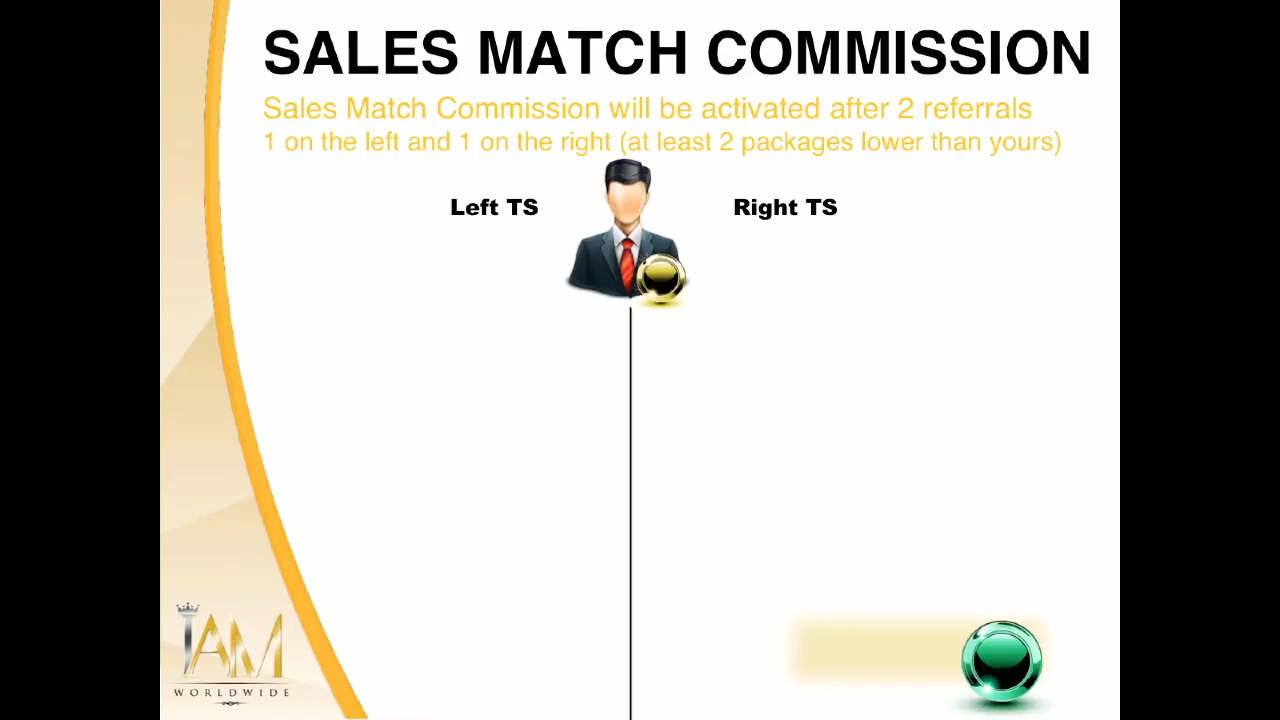 SALES MATCH COMMISSION
Sales Match Commission will be activated after 2 referrals
1 on the left and 1 on the right (at least 2 packages lower than yours)
Left TS
Right TS
IAM
WORLDWIDE